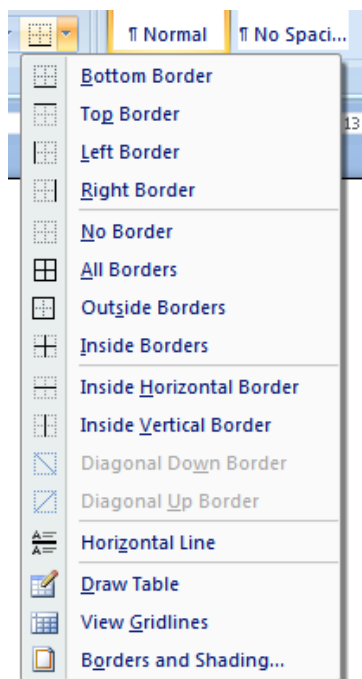 ¶ Normal ¶ No Spaci...
Bottom Border
Top Border
13
Left Border
Right Border
No Border
All Borders
Outside Borders
Inside Borders
Inside Horizontal Border
Inside Vertical Border
Diagonal Down Border
Diagonal Up Border
Horizontal Line
Draw Table
View Gridlines
Borders and Shading...